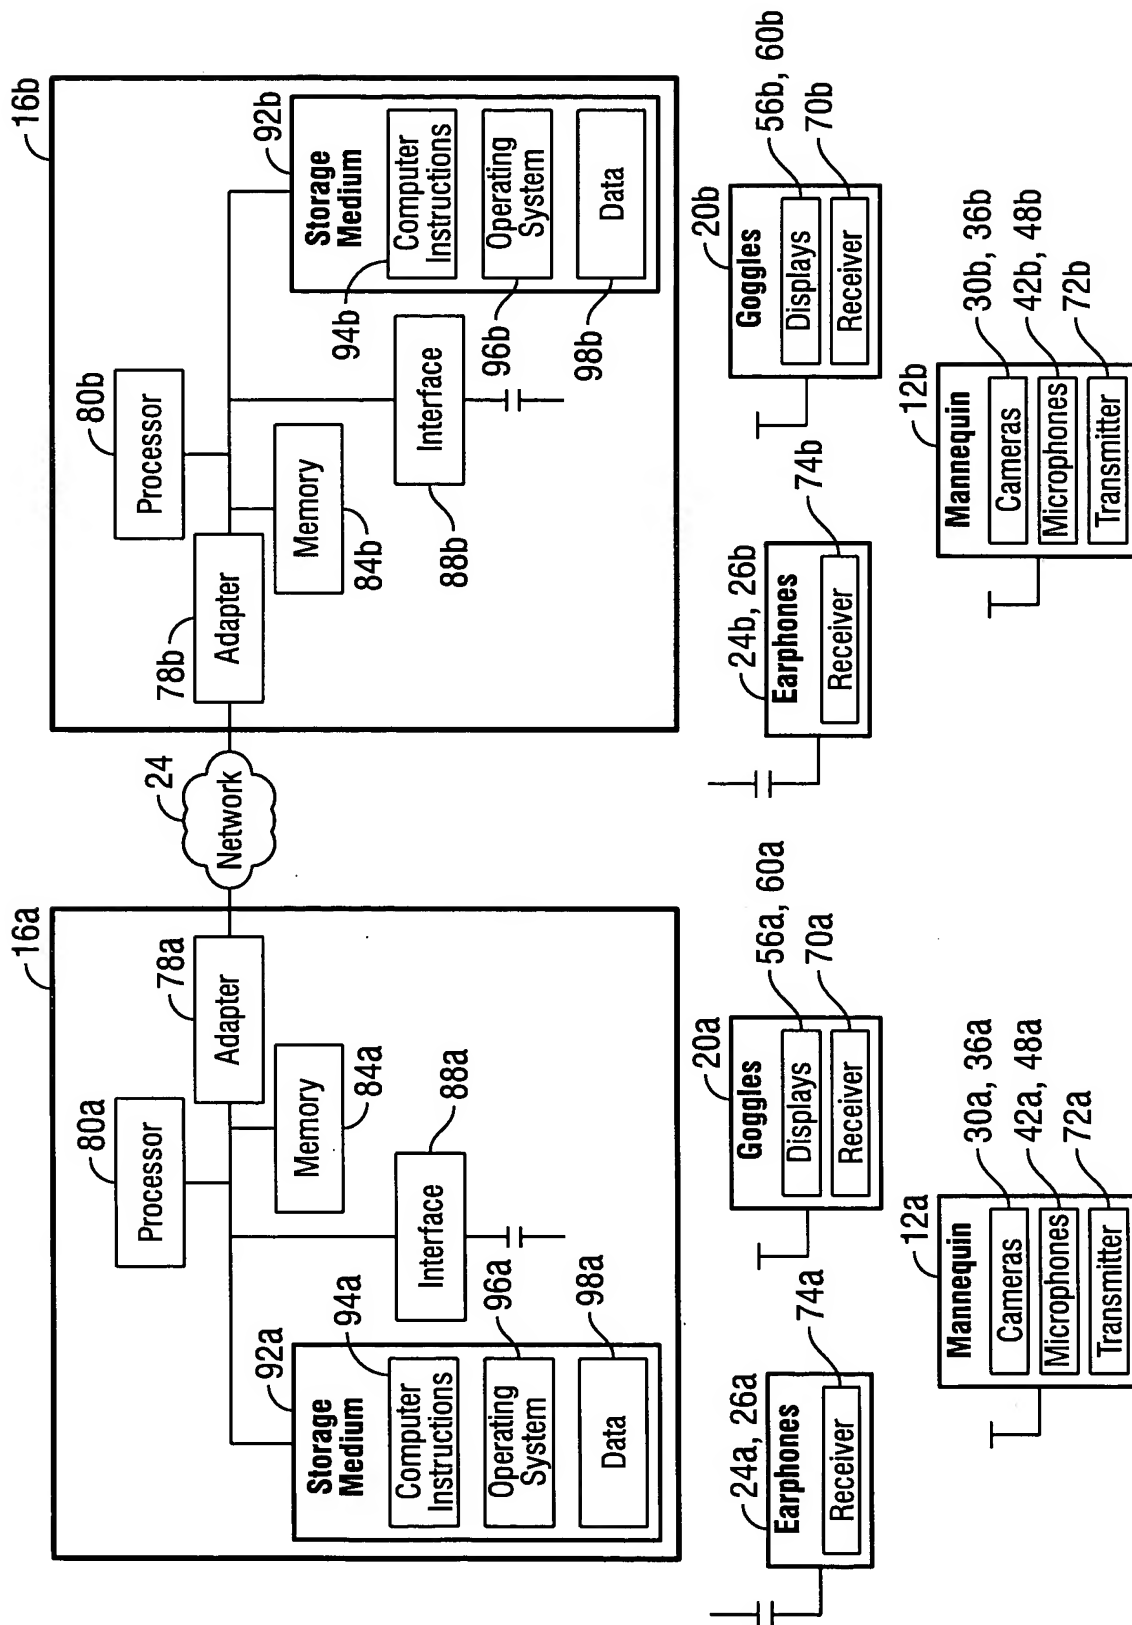 16a
80a
Processor
78a
Adapter
24
Network
92a
Storage
Medium
94a
Computer
Instructions
96a
Operating
System
98a
Data
84a
Memory
88a
Interface
16b
80b
Processor
78b
Adapter
84b
Memory
88b
Interface
92b
Storage
Medium
94b
Computer
Instructions
96b
Operating
System
98b
Data
24a, 26a
Earphones
74a
Receiver
20a
Goggles
56a, 60a
Displays
70a
Receiver
12a
Mannequin
30a, 36a
Cameras
42a, 48a
Microphones
72a
Transmitter
24b, 26b
Earphones
74b
Receiver
20b
Goggles
56b, 60b
Displays
70b
Receiver
12b
Mannequin
30b, 36b
Cameras
42b, 48b
Microphones
72b
Transmitter